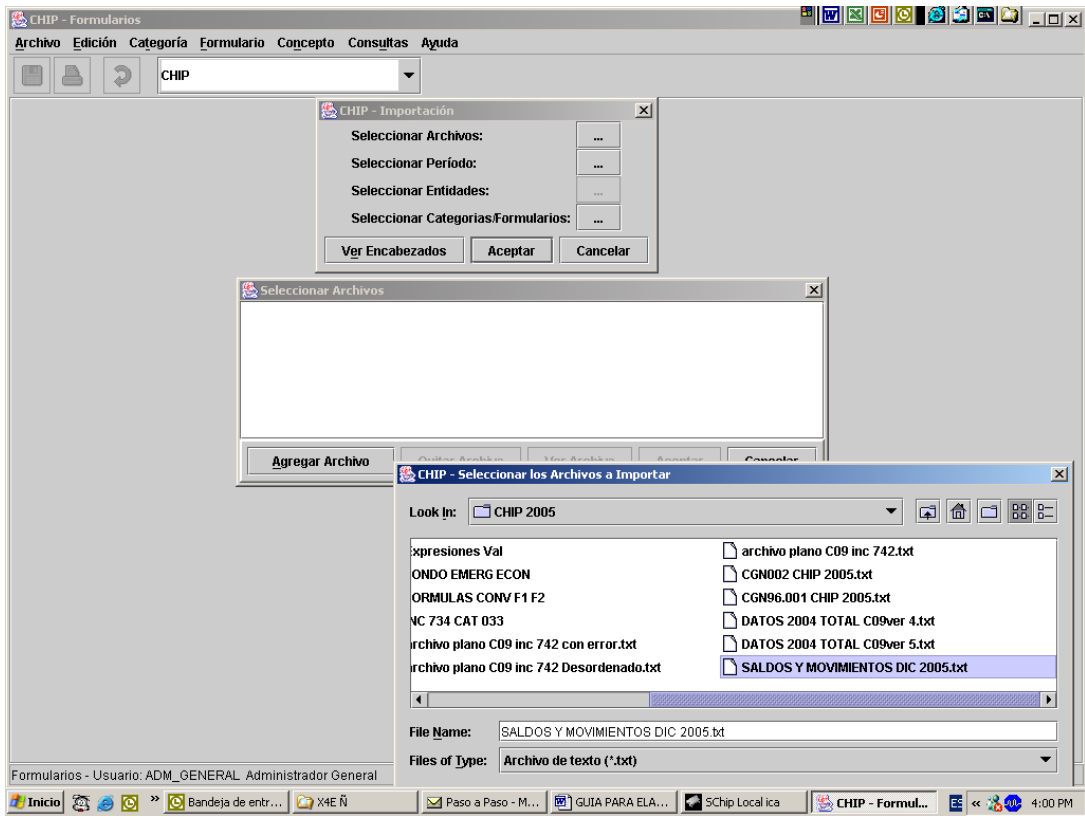 CHIP - Formularios
Archivo Edición Categoría Formulario Concepto Consultas Ayuda
CHIP
CHIP - Importación
Seleccionar Archivos: ...
Seleccionar Período: ...
Seleccionar Entidades: ...
Seleccionar Categorias/Formularios: ...
Ver Encabezados Aceptar Cancelar
Seleccionar Archivos
Agregar Archivo Quitar Archivo Ver Archivo Aceptar Cancelar
CHIP - Seleccionar los Archivos a Importar
Look In: CHIP 2005
xpresiones Val
ONDO EMERG ECON
ORMULAS CONV F1 F2
NC 734 CAT 033
rchivo plano C09 inc 742 con error.txt
rchivo plano C09 inc 742 Desordenado.txt
archivo plano C09 inc 742.txt
CGN002 CHIP 2005.txt
CGN96.001 CHIP 2005.txt
DATOS 2004 TOTAL C09ver 4.txt
DATOS 2004 TOTAL C09ver 5.txt
SALDOS Y MOVIMIENTOS DIC 2005.txt
File Name: SALDOS Y MOVIMIENTOS DIC 2005.txt
Files of Type: Archivo de texto (*.txt)
Formularios - Usuario: ADM_GENERAL Administrador General
Inicio » Bandeja de entr... X4E Ñ Paso a Paso - M... GUIA PARA ELA... SChip Local ica CHIP - Formul... ES « 4:00 PM